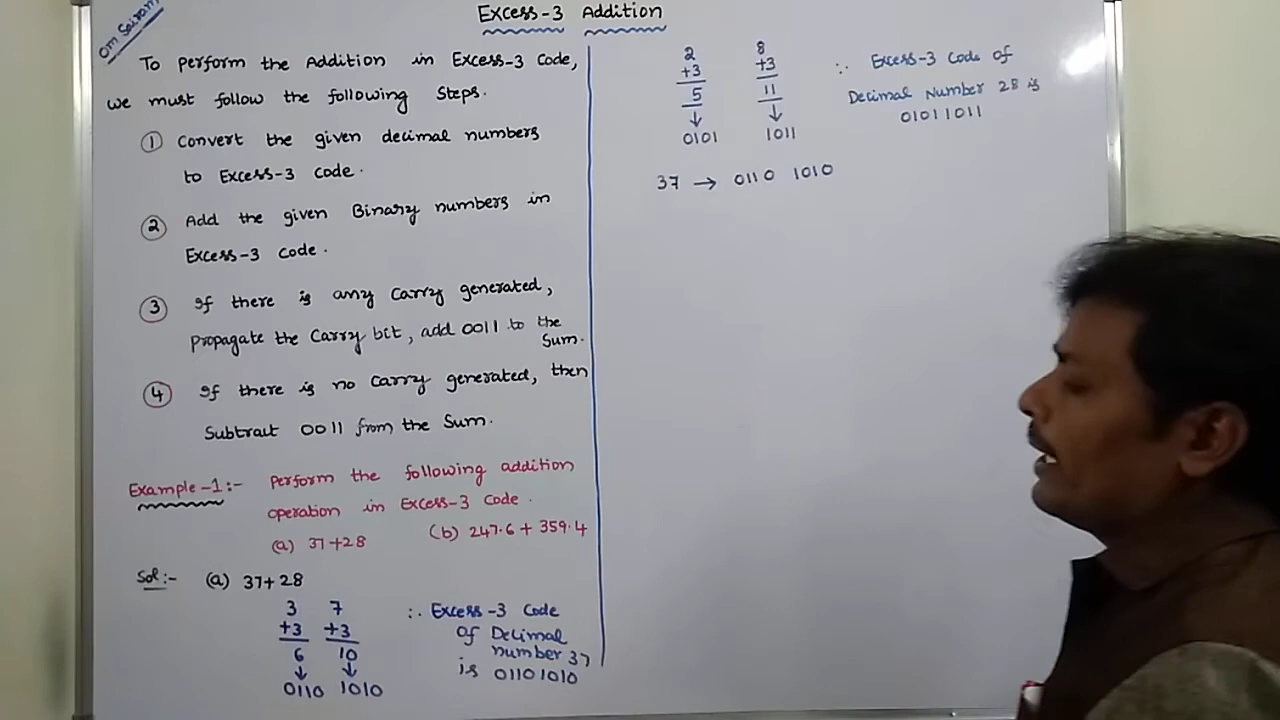 Om Sairam
Excess-3 Addition
To perform the Addition in Excess-3 Code,
we must follow the following Steps.
① Convert the given decimal numbers
to Excess-3 code.
② Add the given Binary numbers in
Excess-3 code.
③ If there is any Carry generated,
propagate the Carry bit, add 0011 to the
Sum.
④ If there is no Carry generated, then
Subtract 0011 from the Sum.
Example-1:- Perform the following addition
operation in Excess-3 Code.
(a) 37+28 (b) 247.6 + 359.4
Sol:- (a) 37+28
3 7
+3 +3
6 10
↓ ↓
0110 1010
∴ Excess-3 Code
of Decimal
number 37
is 01101010
2 8
+3 +3
5 11
↓ ↓
0101 1011
∴ Excess-3 Code of
Decimal Number 28 is
01011011
37 → 0110 1010